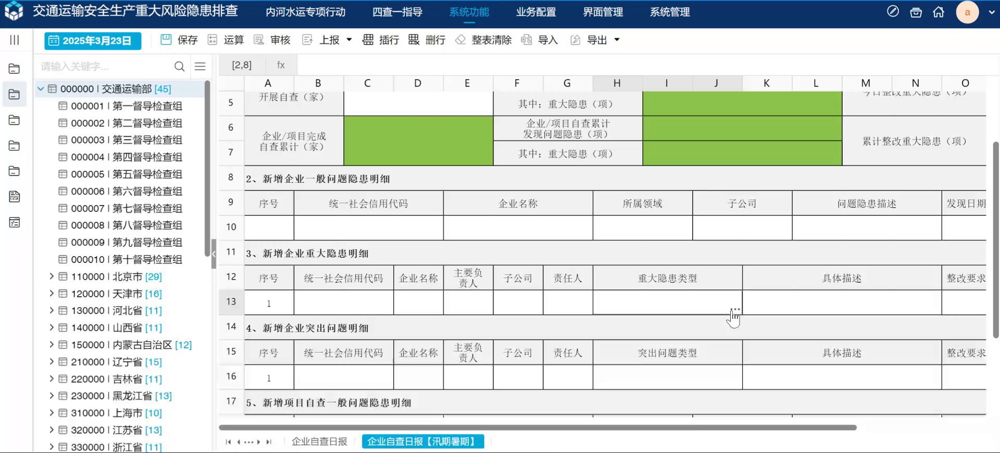 交通运输安全生产重大风险隐患排查
内河水运专项行动
四查一指导
系统功能
业务配置
界面管理
系统管理
a
2025年3月23日
保存
运算
审核
上报
插行
删行
整表清除
导入
导出
请输入关键字...
[2,8]
fx
A B C D E F G H I J K L M N O
000000 | 交通运输部 [45]
000001 | 第一督导检查组
000002 | 第二督导检查组
000003 | 第三督导检查组
000004 | 第四督导检查组
000005 | 第五督导检查组
000006 | 第六督导检查组
000007 | 第七督导检查组
000008 | 第八督导检查组
000009 | 第九督导检查组
000010 | 第十督导检查组
110000 | 北京市 [29]
120000 | 天津市 [16]
130000 | 河北省 [11]
140000 | 山西省 [11]
150000 | 内蒙古自治区 [12]
210000 | 辽宁省 [15]
220000 | 吉林省 [11]
230000 | 黑龙江省 [13]
310000 | 上海市 [10]
320000 | 江苏省 [13]
330000 | 浙江省 [11]
5
开展自查（家）
其中：重大隐患（项）
今日整改重大隐患（项）
6
企业/项目完成
自查累计（家）
企业/项目自查累计
发现问题隐患（项）
7
其中：重大隐患（项）
累计整改重大隐患（项）
8 2、新增企业一般问题隐患明细
9 序号 统一社会信用代码 企业名称 所属领域 子公司 问题隐患描述 发现日期
10
11 3、新增企业重大隐患明细
12 序号 统一社会信用代码 企业名称 主要负责人 子公司 责任人 重大隐患类型 具体描述 整改要求
13 1
14 4、新增企业突出问题明细
15 序号 统一社会信用代码 企业名称 主要负责人 子公司 责任人 突出问题类型 具体描述 整改要求
16 1
17 5、新增项目自查一般问题隐患明细
企业自查日报
企业自查日报【汛期暑期】